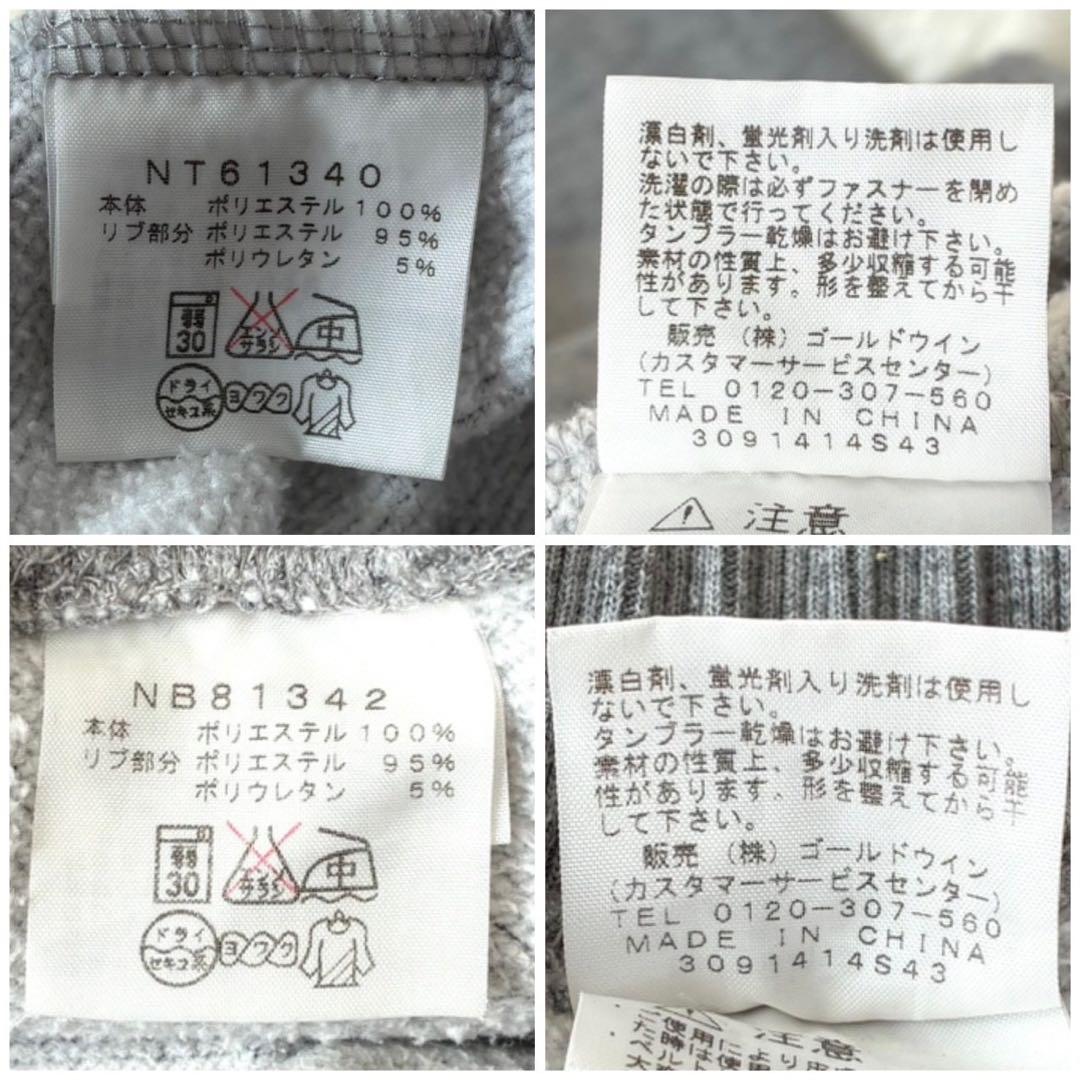 NT61340
本体 ポリエステル 100%
リブ部分 ポリエステル 95%
ポリウレタン 5%
弱
30
エンソ
サラシ
中
ドライ
セキユ系
ヨワク
漂白剤、蛍光剤入り洗剤は使用し
ないで下さい。
洗濯の際は必ずファスナーを閉め
た状態で行ってください。
タンブラー乾燥はお避け下さい。
素材の性質上、多少収縮する可能
性があります。形を整えてから干
して下さい。
販売 (株)ゴールドウイン
(カスタマーサービスセンター)
TEL 0120-307-560
MADE IN CHINA
3091414S43
注意
NB81342
本体 ポリエステル 100%
リブ部分 ポリエステル 95%
ポリウレタン 5%
弱
30
エンソ
サラシ
中
ドライ
セキユ系
ヨワク
漂白剤、蛍光剤入り洗剤は使用し
ないで下さい。
タンブラー乾燥はお避け下さい。
素材の性質上、多少収縮する可能
性があります。形を整えてから干
して下さい。
販売 (株)ゴールドウイン
(カスタマーサービスセンター)
TEL 0120-307-560
MADE IN CHINA
3091414S43
注意